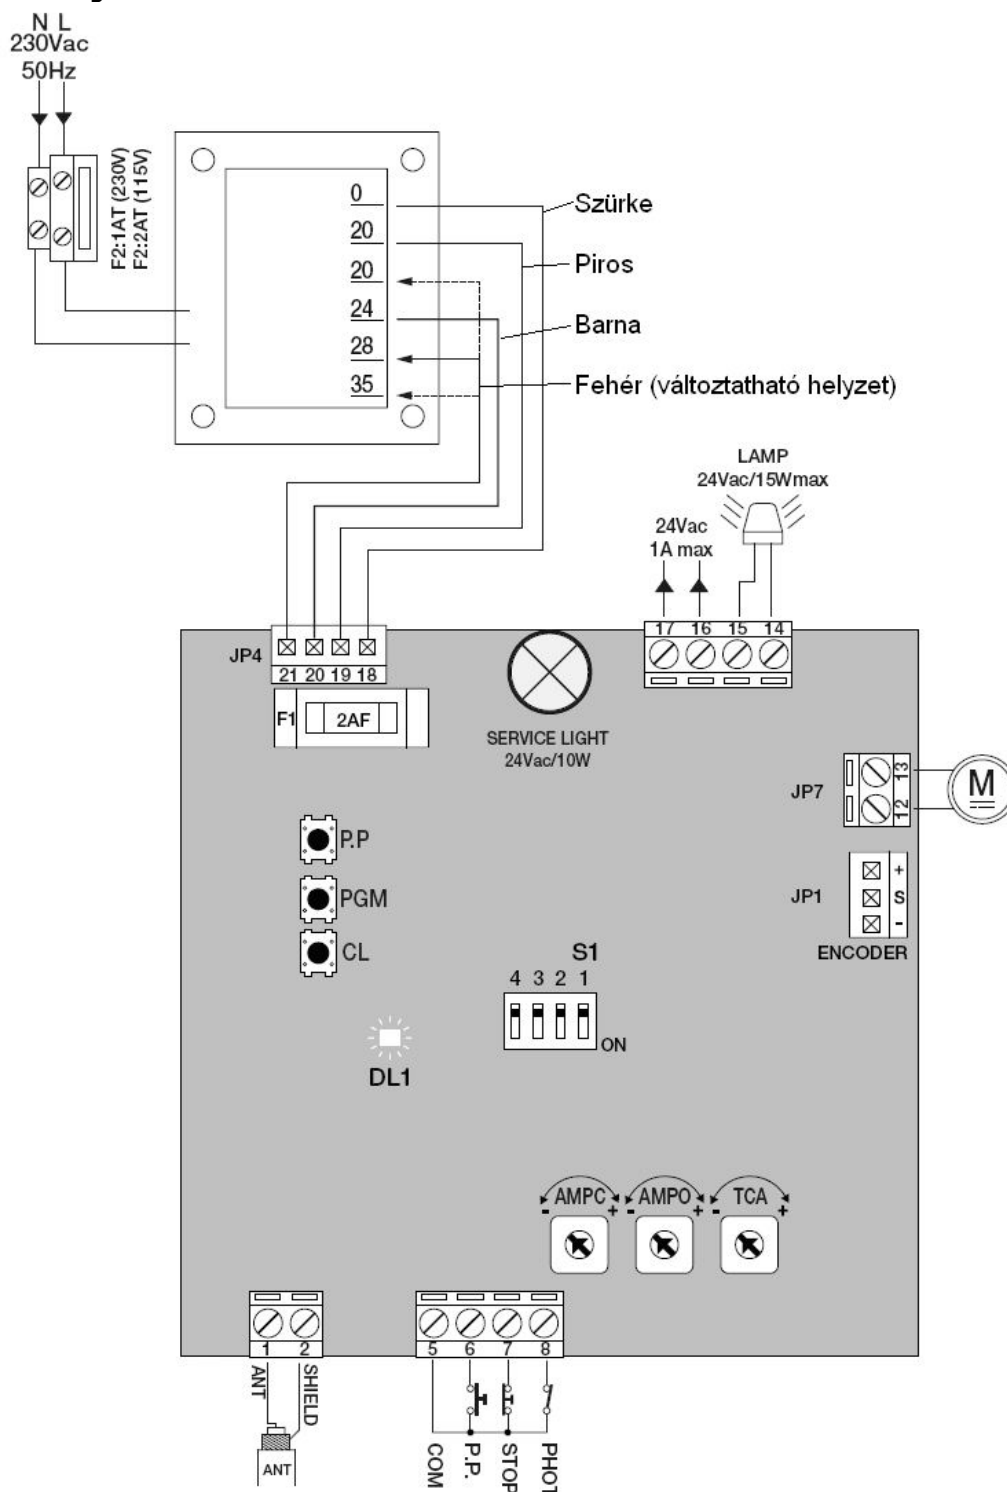 N L
230Vac
50Hz
F2:1AT (230V)
F2:2AT (115V)
0
20
20
24
28
35
Szürke
Piros
Barna
Fehér (változtatható helyzet)
LAMP
24Vac/15Wmax
24Vac
1A max
17 16 15 14
JP4
21 20 19 18
F1 2AF
SERVICE LIGHT
24Vac/10W
JP7
13
12
M
P.P
PGM
CL
JP1
+
S
-
ENCODER
S1
4 3 2 1
ON
DL1
AMPC
- +
AMPO
- +
TCA
- +
1 2
5 6 7 8
ANT
SHIELD
ANT
COM
P.P.
STOP
PHOT